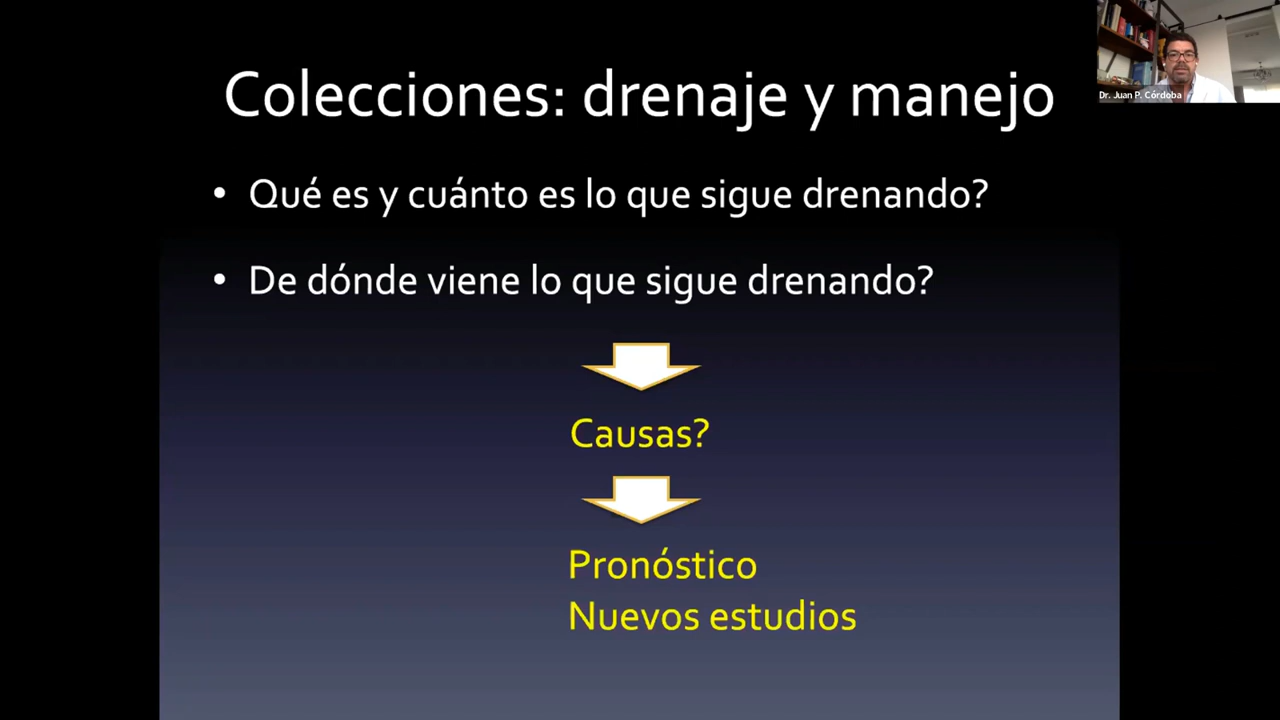 Colecciones: drenaje y manejo
Dr. Juan P. Córdoba
• Qué es y cuánto es lo que sigue drenando?
• De dónde viene lo que sigue drenando?
Causas?
Pronóstico
Nuevos estudios